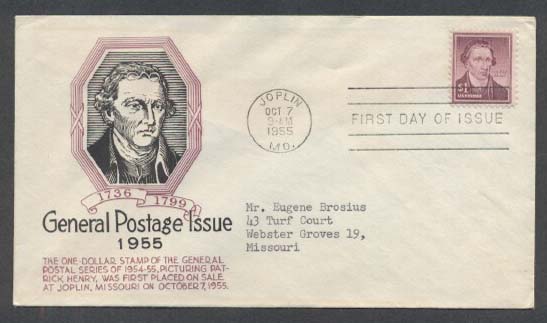 1736 1799
General Postage Issue
1955
THE ONE-DOLLAR STAMP OF THE GENERAL
POSTAL SERIES OF 1954-55, PICTURING PAT-
RICK HENRY, WAS FIRST PLACED ON SALE
AT JOPLIN, MISSOURI ON OCTOBER 7, 1955.
JOPLIN
OCT 7
9-AM
1955
MO.
$1
FIRST DAY OF ISSUE
Mr. Eugene Brosius
43 Turf Court
Webster Groves 19,
Missouri